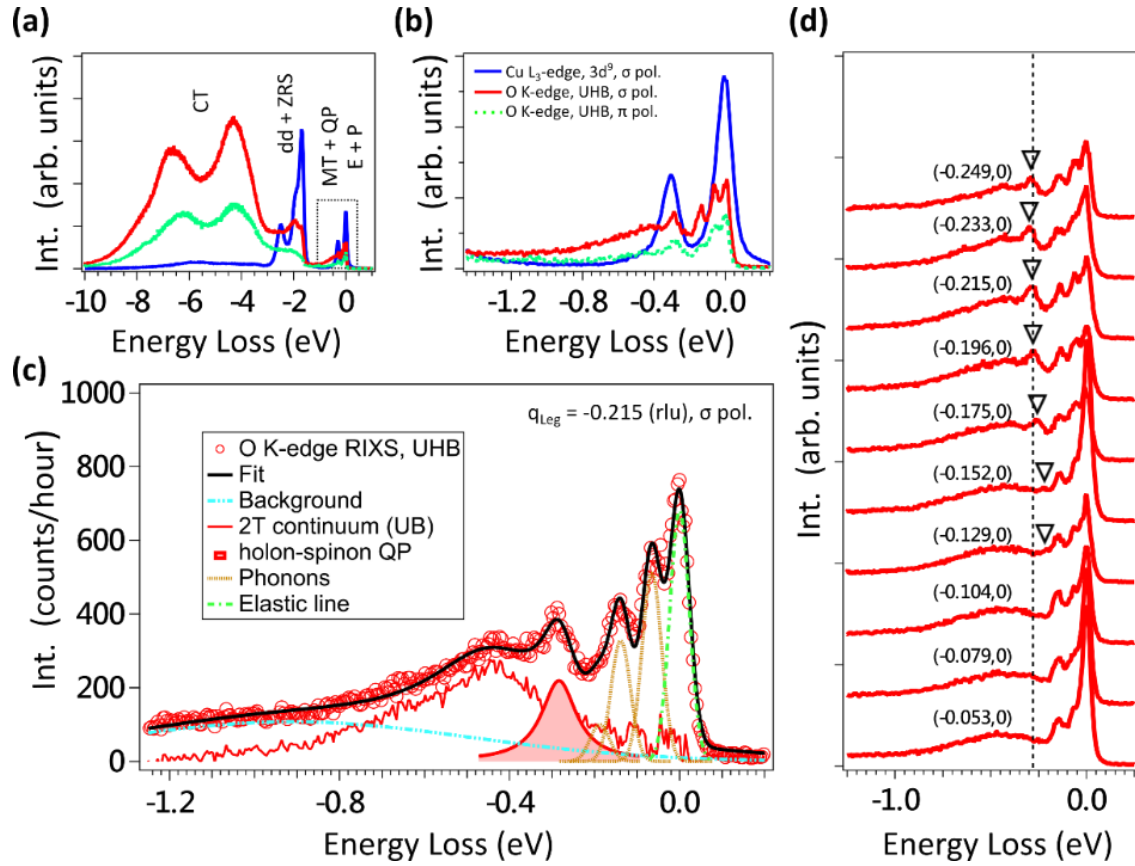 (a)
Int. (arb. units)
CT
dd + ZRS
MT + QP
E + P
-10 -8 -6 -4 -2 0
Energy Loss (eV)
(b)
Int. (arb. units)
Cu L₃-edge, 3d⁹, σ pol.
O K-edge, UHB, σ pol.
O K-edge, UHB, π pol.
-1.2 -0.8 -0.4 0.0
Energy Loss (eV)
(c)
Int. (counts/hour)
1000
800
600
400
200
0
q_Leg = -0.215 (rlu), σ pol.
O K-edge RIXS, UHB
Fit
Background
2T continuum (UB)
holon-spinon QP
Phonons
Elastic line
-1.2 -0.8 -0.4 0.0
Energy Loss (eV)
(d)
Int. (arb. units)
(-0.249,0)
(-0.233,0)
(-0.215,0)
(-0.196,0)
(-0.175,0)
(-0.152,0)
(-0.129,0)
(-0.104,0)
(-0.079,0)
(-0.053,0)
-1.0 0.0
Energy Loss (eV)